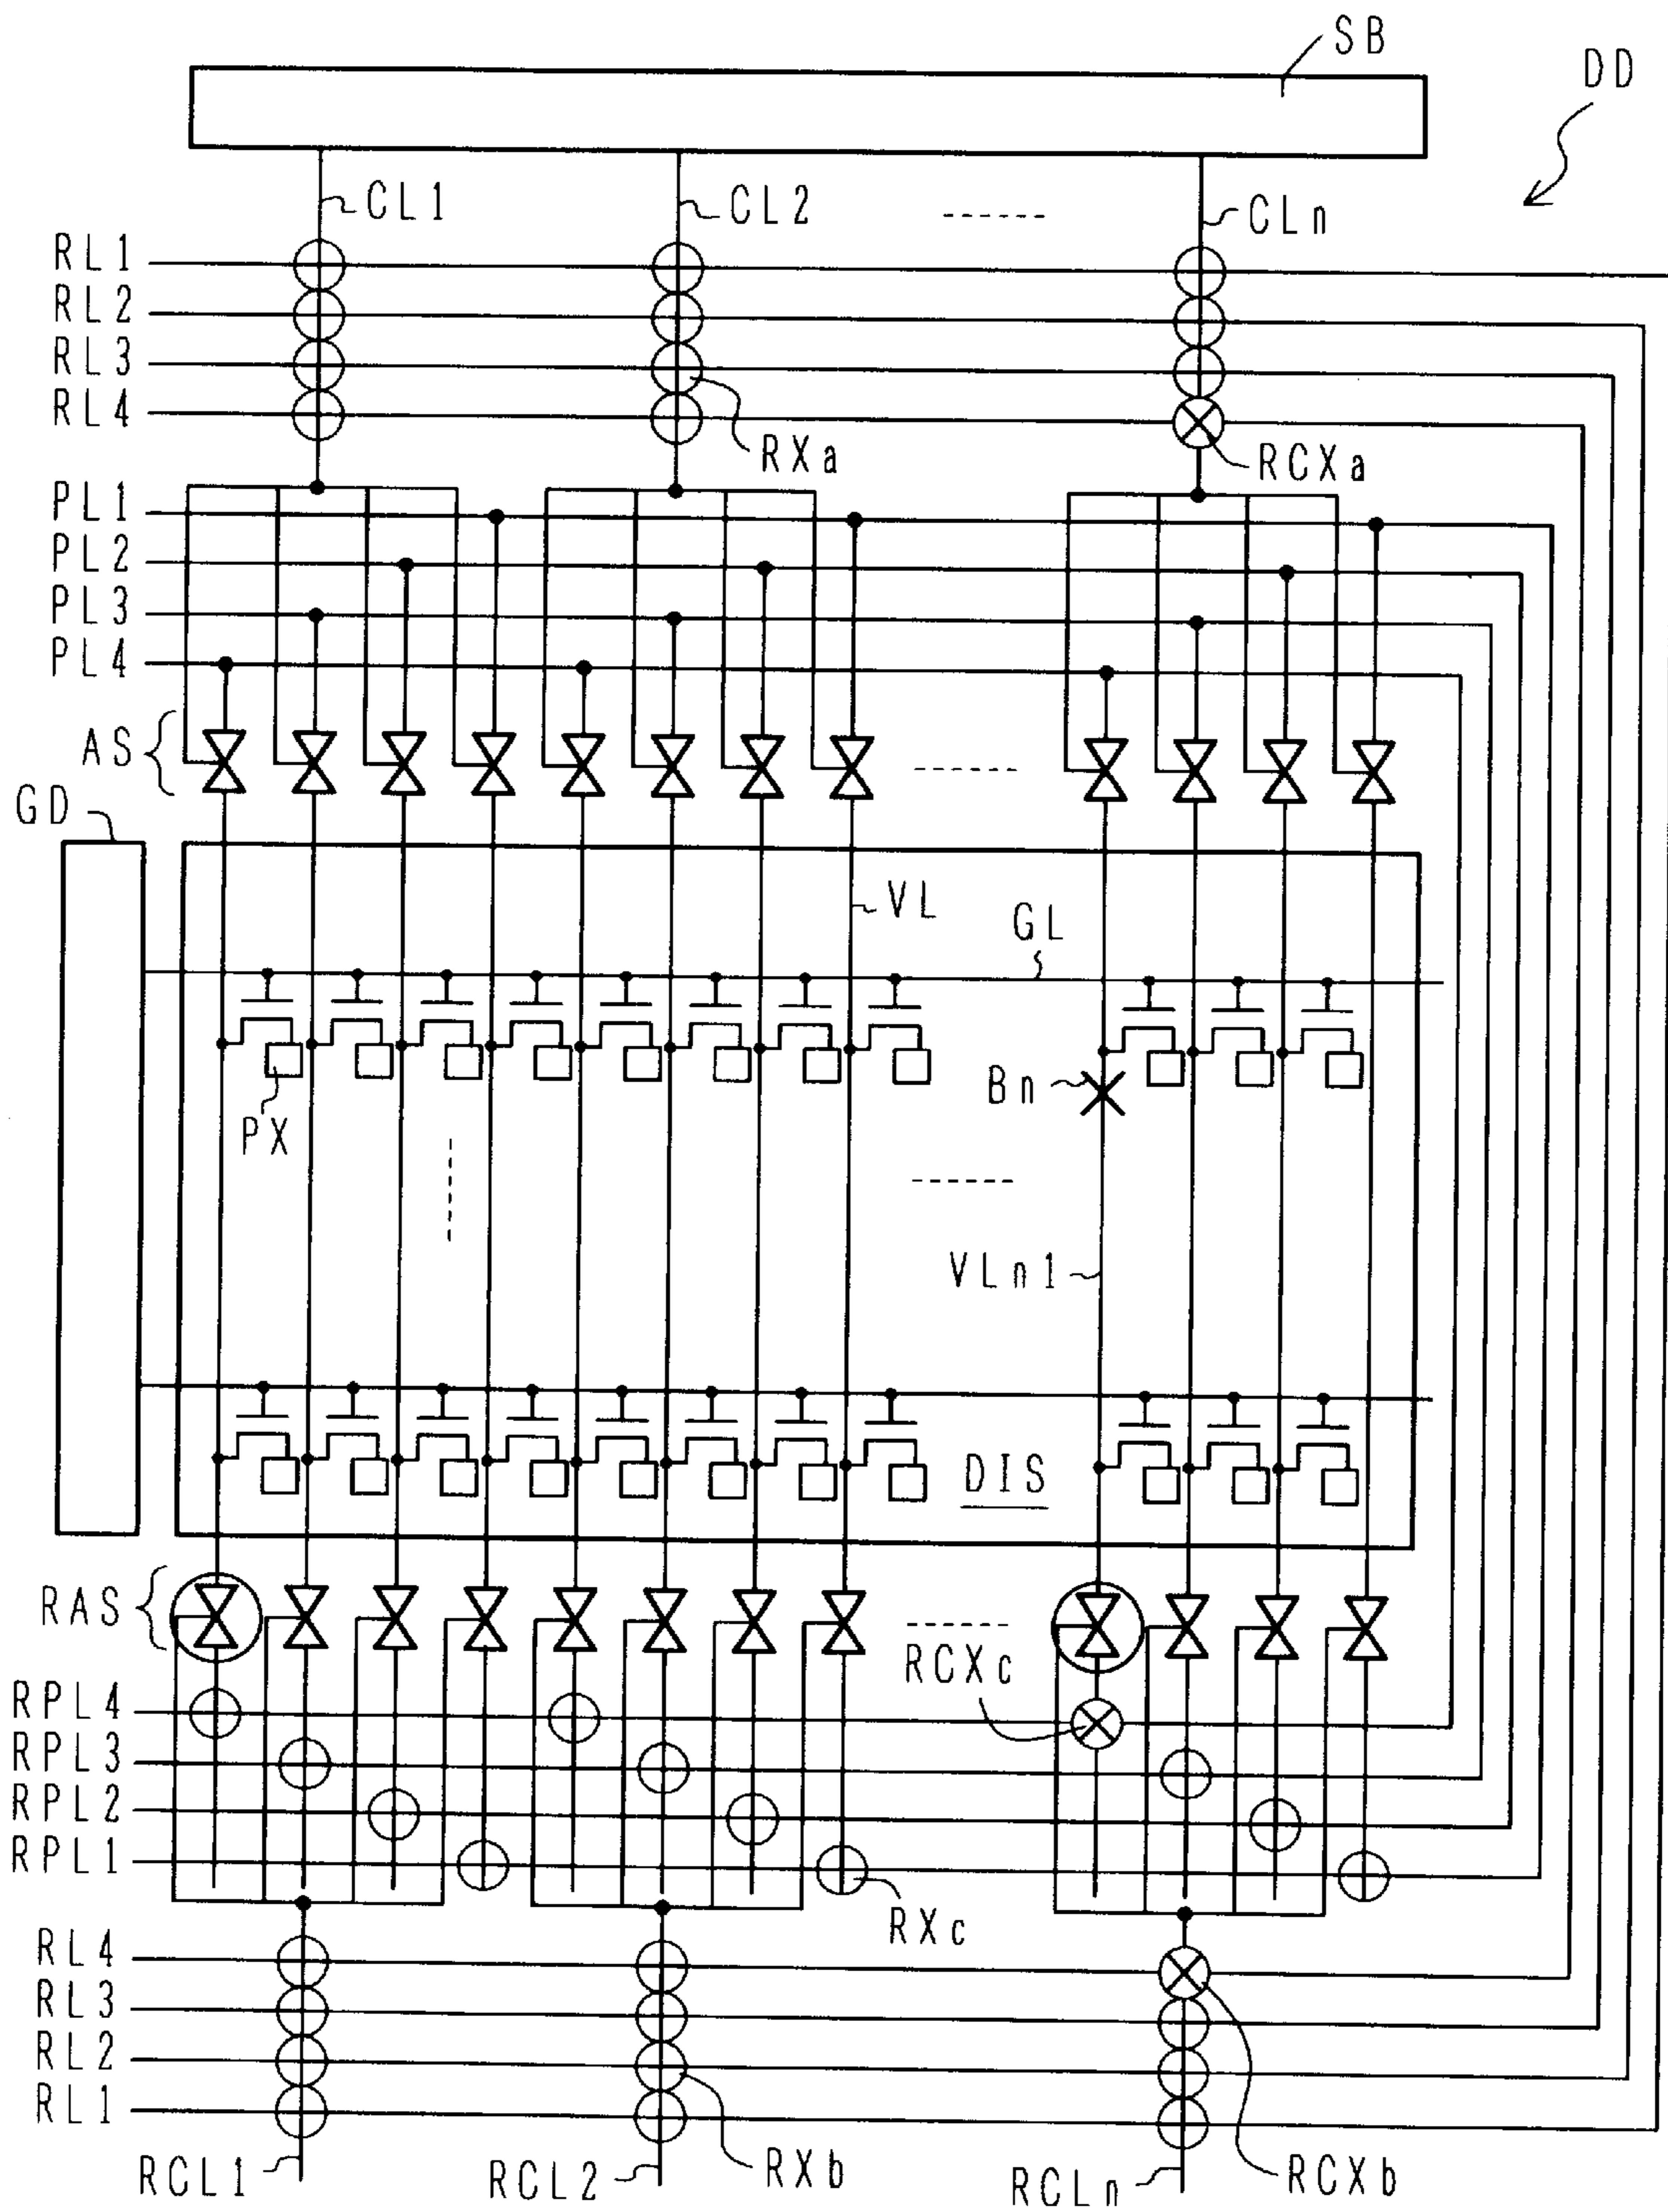 SB
DD
CL1
CL2
CLn
RL1
RL2
RL3
RL4
RXa
RCXa
PL1
PL2
PL3
PL4
AS
GD
VL
GL
Bn
PX
VLn1
DIS
RAS
RCXc
RPL4
RPL3
RPL2
RPL1
RXc
RL4
RL3
RL2
RL1
RCL1
RCL2
RXb
RCLn
RCXb